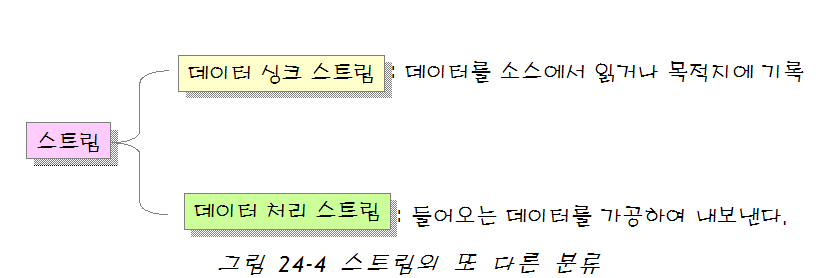 데이터 싱크 스트림 : 데이터를 소스에서 읽거나 목적지에 기록
스트림
데이터 처리 스트림 : 들어오는 데이터를 가공하여 내보낸다.
그림 24-4 스트림의 또 다른 분류